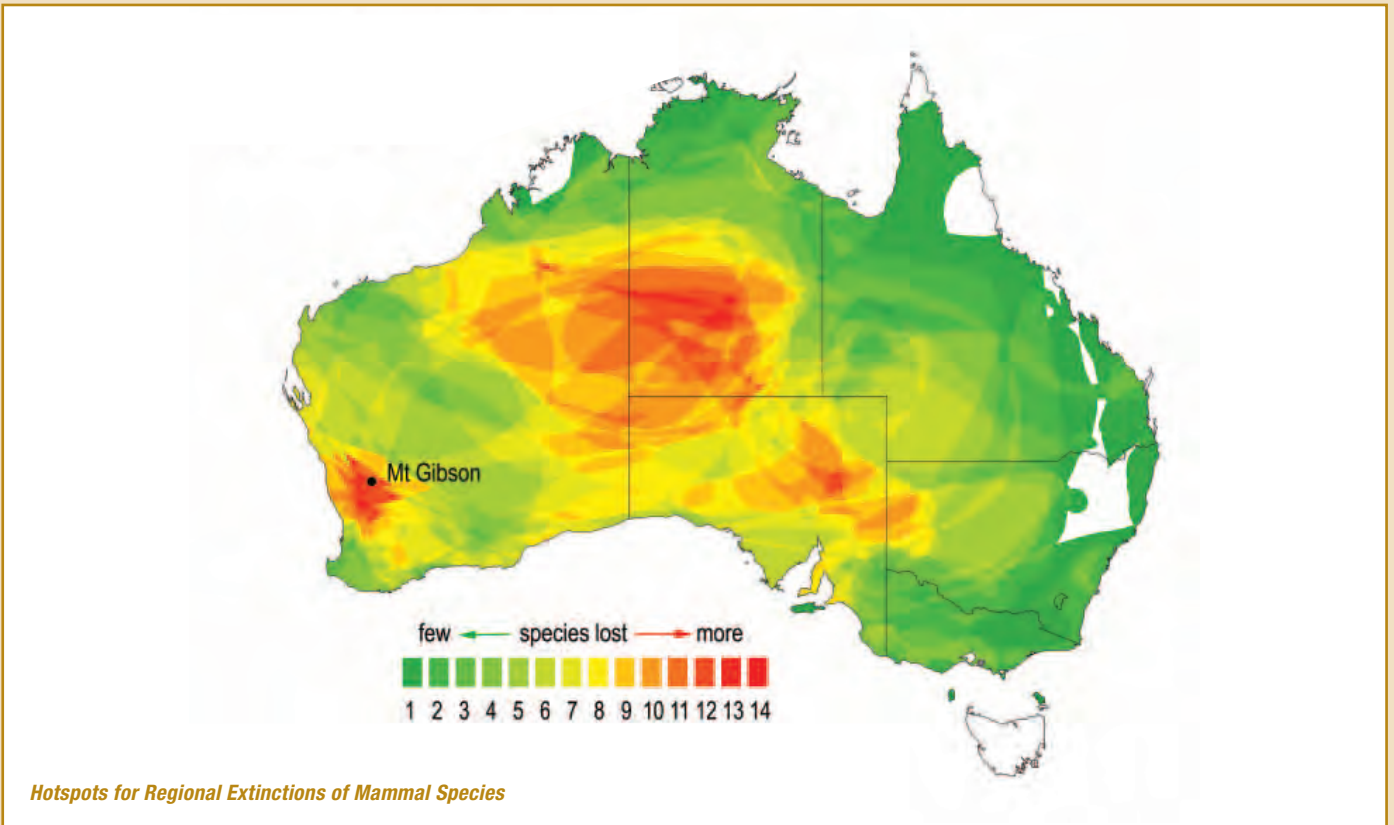 Mt Gibson
few species lost more
1 2 3 4 5 6 7 8 9 10 11 12 13 14
Hotspots for Regional Extinctions of Mammal Species